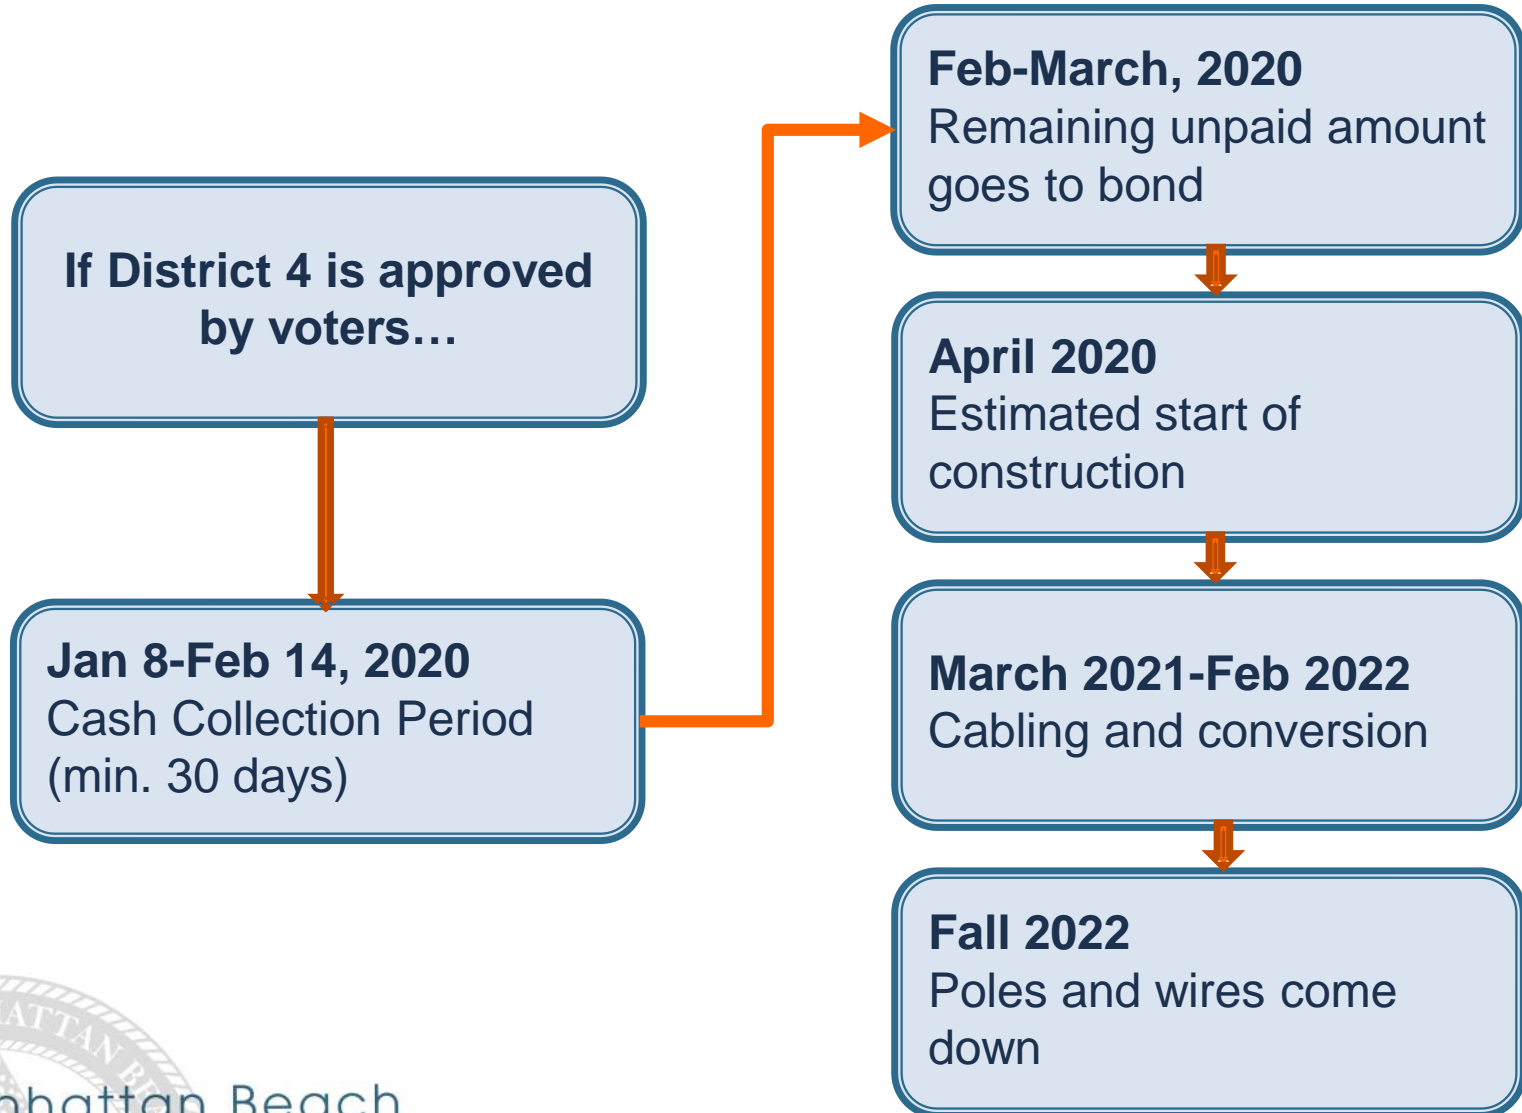 If District 4 is approved
by voters…
Jan 8-Feb 14, 2020
Cash Collection Period
(min. 30 days)
Feb-March, 2020
Remaining unpaid amount
goes to bond
April 2020
Estimated start of
construction
March 2021-Feb 2022
Cabling and conversion
Fall 2022
Poles and wires come
down
Beach